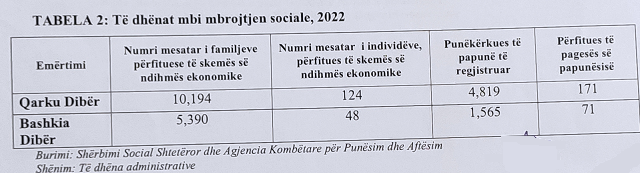 TABELA 2: Të dhënat mbi mbrojtjen sociale, 2022
Emërtimi
Numri mesatar i familjeve
përfituese të skemës së
ndihmës ekonomike
Numri mesatar i individëve,
përfitues të skemës së
ndihmës ekonomike
Punëkërkues të
papunë të
regjistruar
Përfitues të
pagesës së
papunësisë
Qarku Dibër 10,194 124 4,819 171
Bashkia
Dibër 5,390 48 1,565 71
Burimi: Shërbimi Social Shtetëror dhe Agjencia Kombëtare për Punësim dhe Aftësim
Shënim: Të dhëna administrative